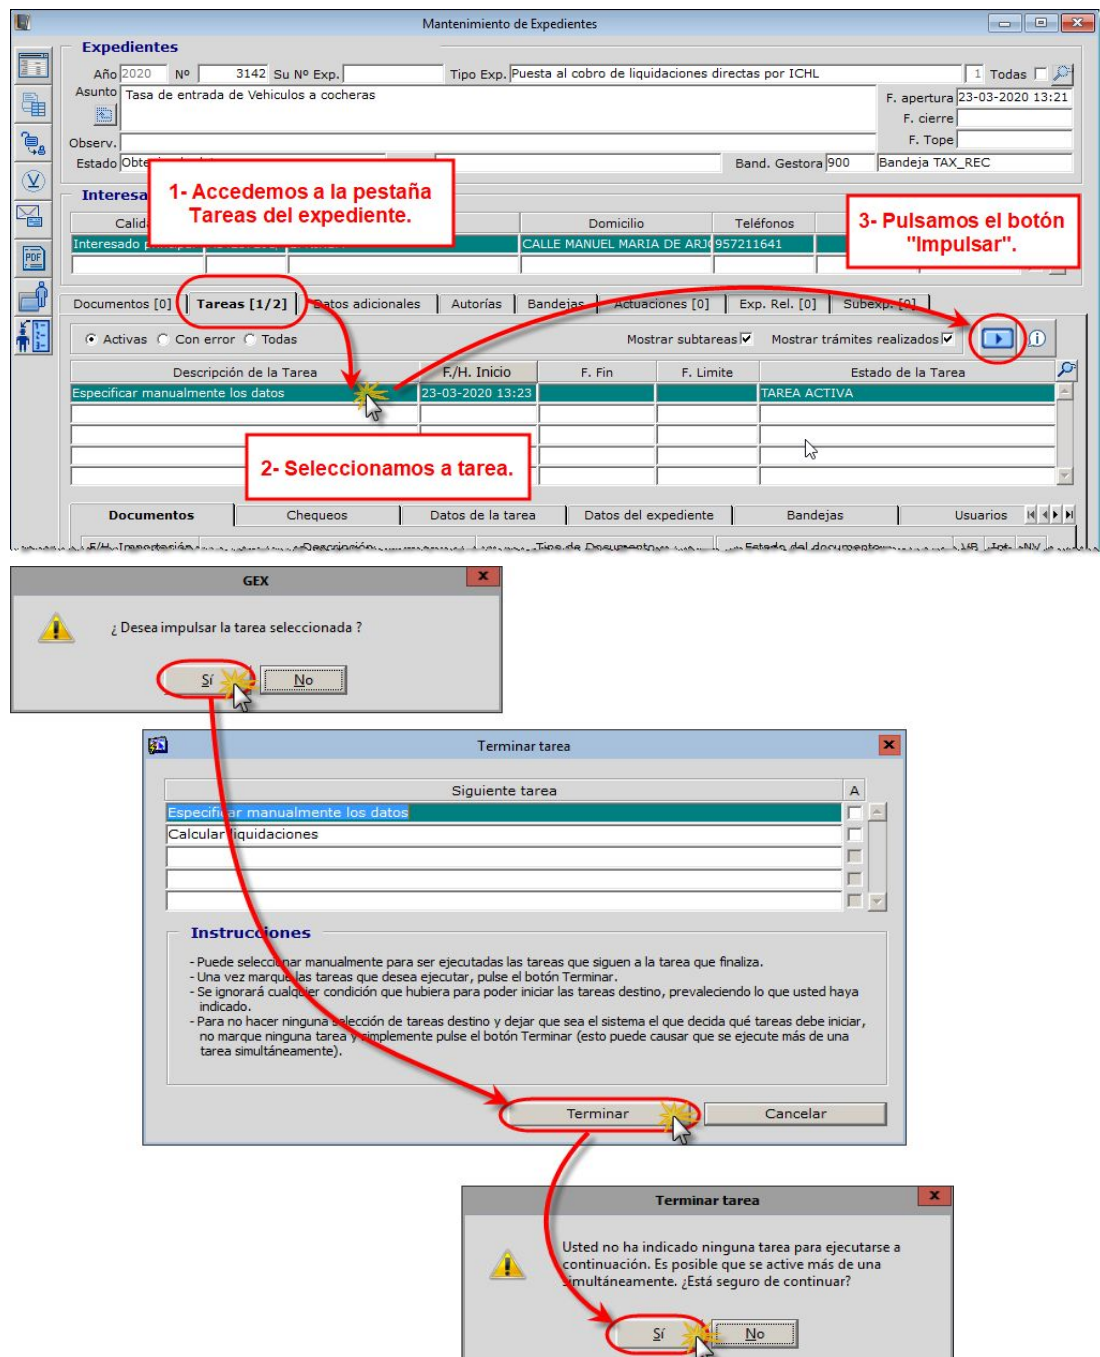 Mantenimiento de Expedientes
Expedientes
Año 2020 Nº 3142 Su Nº Exp. Tipo Exp. Puesta al cobro de liquidaciones directas por ICHL 1 Todas
Asunto Tasa de entrada de Vehiculos a cocheras
F. apertura 23-03-2020 13:21
F. cierre
Observ. F. Tope
Estado Band. Gestora 900 Bandeja TAX_REC
1- Accedemos a la pestaña
Tareas del expediente.
3- Pulsamos el botón
"Impulsar".
Domicilio Teléfonos
Interesado CALLE MANUEL MARIA DE ARJ 957211641
Documentos [0] Tareas [1/2] Datos adicionales Autorías Bandejas Actuaciones [0] Exp. Rel. [0] Subexp. [0]
Activas Con error Todas Mostrar subtareas Mostrar trámites realizados
Descripción de la Tarea F./H. Inicio F. Fin F. Limite Estado de la Tarea
Especificar manualmente los datos 23-03-2020 13:23 TAREA ACTIVA
2- Seleccionamos a tarea.
Documentos Chequeos Datos de la tarea Datos del expediente Bandejas Usuarios
F/H. Importación Descripción Tipo de Documento Estado del documento
GEX
¿ Desea impulsar la tarea seleccionada ?
Sí No
Terminar tarea
Siguiente tarea A
Especificar manualmente los datos
Calcular liquidaciones
Instrucciones
- Puede seleccionar manualmente para ser ejecutadas las tareas que siguen a la tarea que finaliza.
- Una vez marque las tareas que desea ejecutar, pulse el botón Terminar.
- Se ignorará cualquier condición que hubiera para poder iniciar las tareas destino, prevaleciendo lo que usted haya
indicado.
- Para no hacer ninguna selección de tareas destino y dejar que sea el sistema el que decida qué tareas debe iniciar,
no marque ninguna tarea y simplemente pulse el botón Terminar (esto puede causar que se ejecute más de una
tarea simultáneamente).
Terminar Cancelar
Terminar tarea
Usted no ha indicado ninguna tarea para ejecutarse a
continuación. Es posible que se active más de una
simultáneamente. ¿Está seguro de continuar?
Sí No